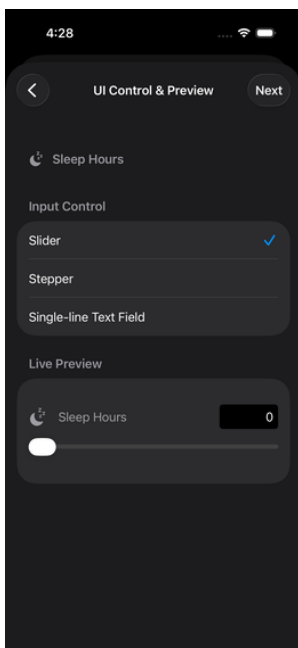 4:28
UI Control & Preview
Next
Sleep Hours
Input Control
Slider
Stepper
Single-line Text Field
Live Preview
Sleep Hours
0